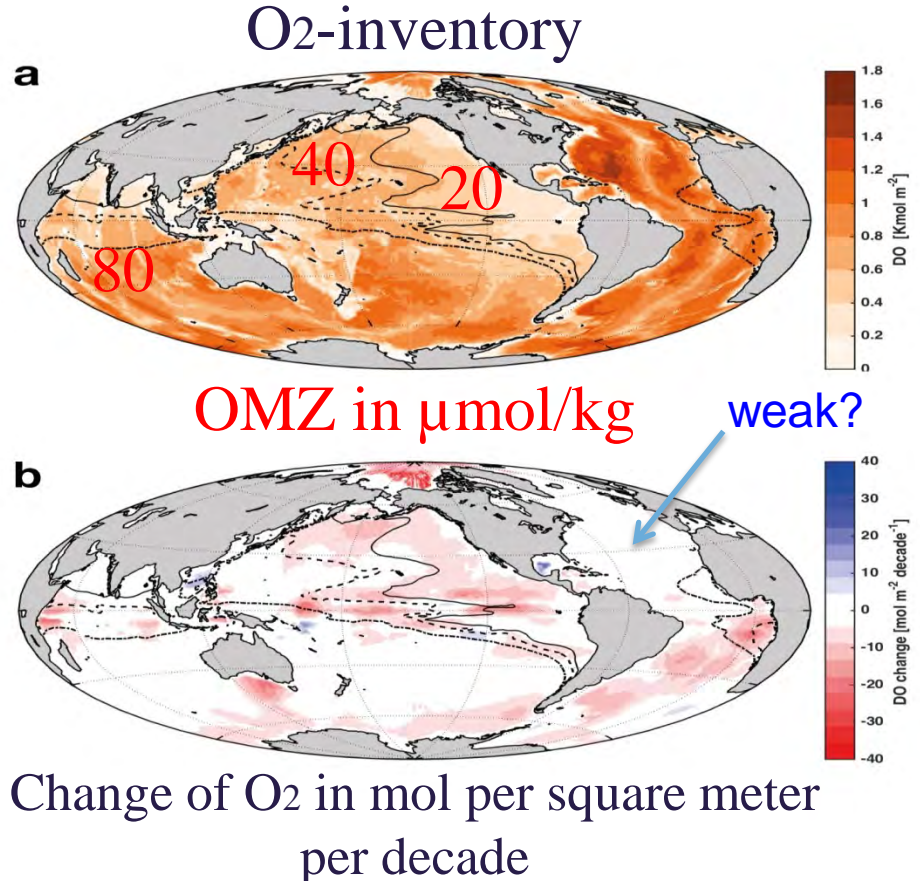 O2-inventory
a
40
20
80
1.8
1.6
1.4
1.2
1
0.8
0.6
0.4
0.2
0
DO [Kmol m-2]
OMZ in µmol/kg
weak?
b
40
30
20
10
0
-10
-20
-30
-40
DO change [mol m-2 decade-1]
Change of O2 in mol per square meter
per decade